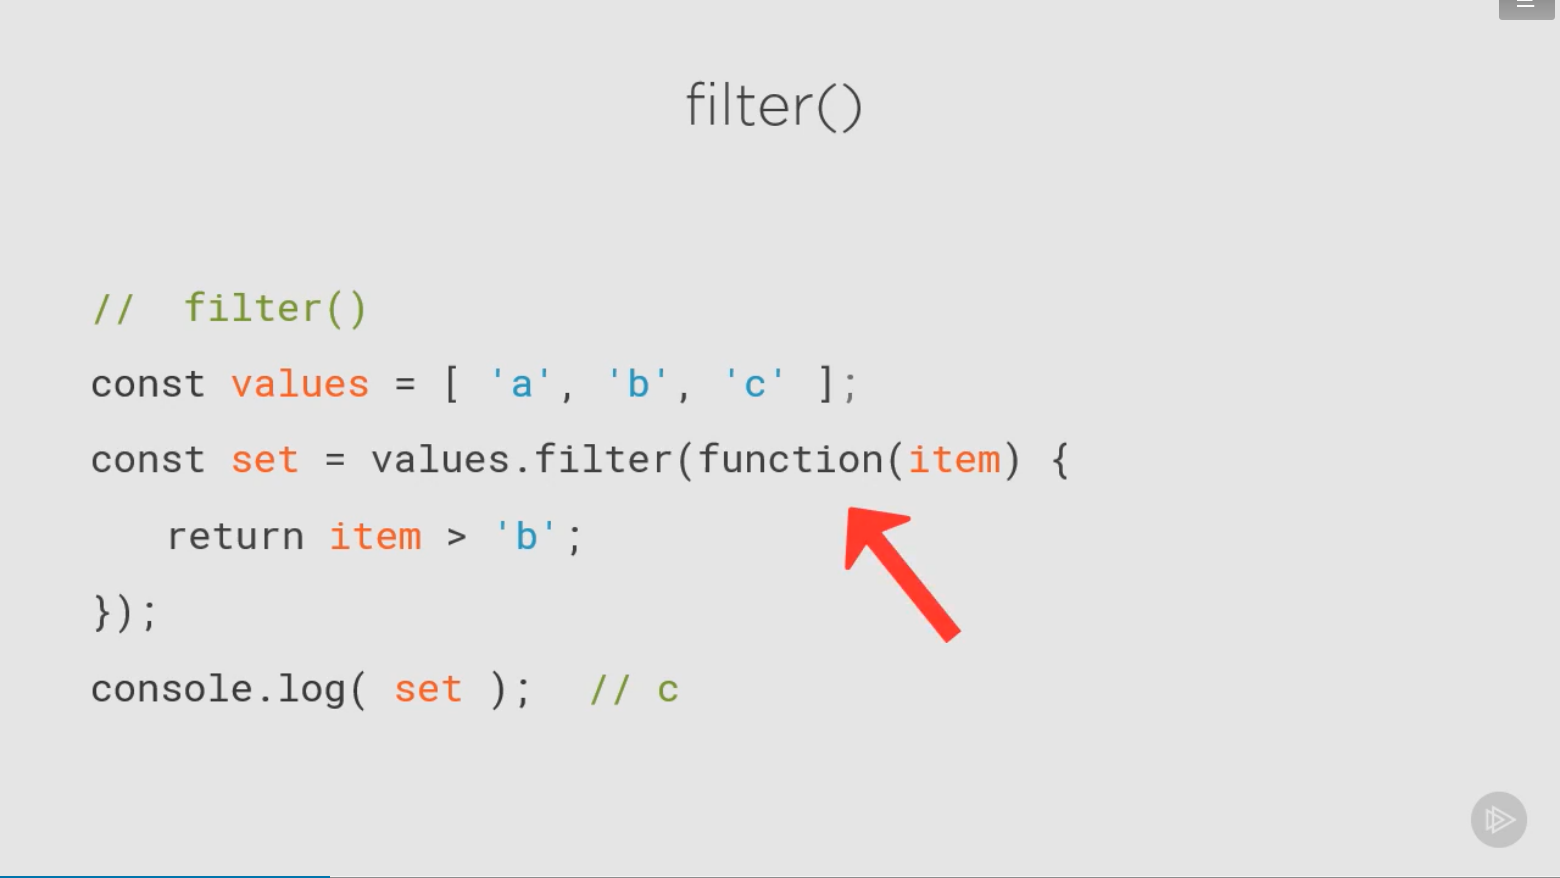 filter()
//  filter()
const values = [ 'a', 'b', 'c' ];
const set = values.filter(function(item) {
   return item > 'b';
});
console.log( set );  // c